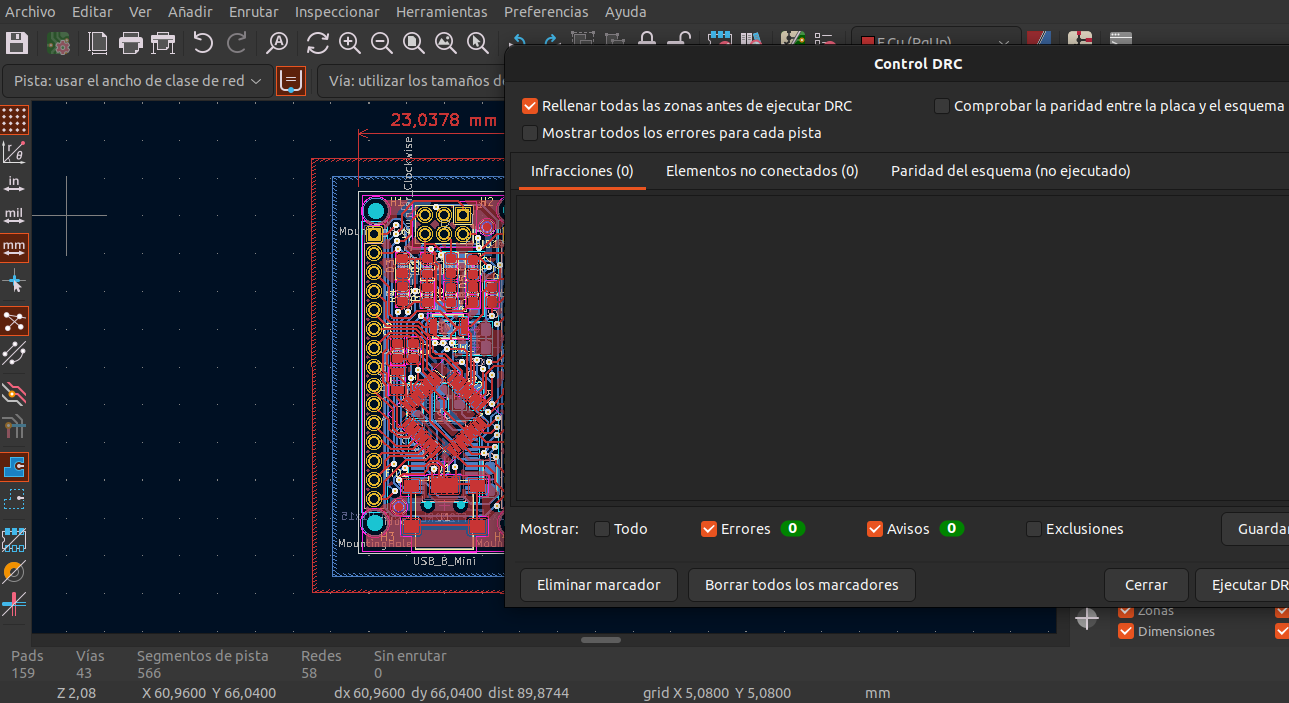 Archivo Editar Ver Añadir Enrutar Inspeccionar Herramientas Preferencias Ayuda
F.Cu (PgUp)
Pista: usar el ancho de clase de red
Vía: utilizar los tamaños de
Control DRC
Rellenar todas las zonas antes de ejecutar DRC
Comprobar la paridad entre la placa y el esquema
Mostrar todos los errores para cada pista
Infracciones (0) Elementos no conectados (0) Paridad del esquema (no ejecutado)
in
mil
mm
23,0378 mm
H1
H2
H3
MountingHole
USB_B_Mini
Mostrar: Todo Errores 0 Avisos 0 Exclusiones Guardar
Eliminar marcador Borrar todos los marcadores Cerrar Ejecutar DR
Zonas
Dimensiones
Pads Vías Segmentos de pista Redes Sin enrutar
159 43 566 58 0
Z 2,08 X 60,9600 Y 66,0400 dx 60,9600 dy 66,0400 dist 89,8744 grid X 5,0800 Y 5,0800 mm